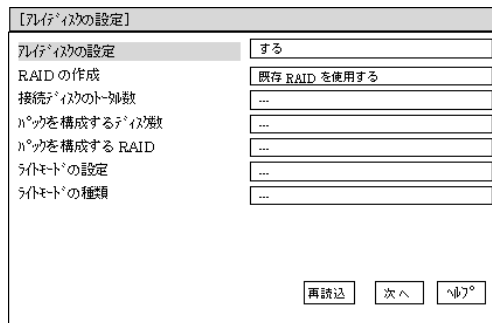 [ｱﾚｲﾃﾞｨｽｸの設定]
ｱﾚｲﾃﾞｨｽｸの設定 する
RAID の作成 既存 RAID を使用する
接続ﾃﾞｨｽｸのﾄｰﾀﾙ数 ...
ﾊﾟｯｸを構成するﾃﾞｨｽｸ数 ...
ﾊﾟｯｸを構成する RAID ...
ﾗｲﾄﾓｰﾄﾞの設定 ...
ﾗｲﾄﾓｰﾄﾞの種類 ...
再読込 次へ ﾍﾙﾌﾟ